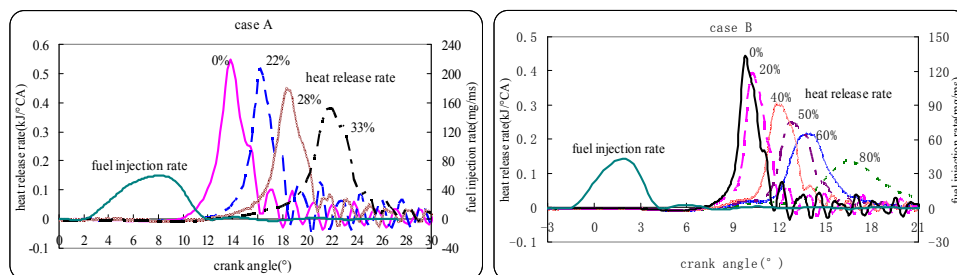 case A
heat release rate(kJ/°CA)
0.6
0.5
0.4
0.3
0.2
0.1
0
-0.1
0%
22%
heat release rate
28%
33%
fuel injection rate
240
200
160
120
80
40
0
-40
fuel injection rate(mg/ms)
0 2 4 6 8 10 12 14 16 18 20 22 24 26 28 30
crank angle(°)
case B
heat release rate(kJ/°CA)
0.5
0.4
0.3
0.2
0.1
0
-0.1
0%
20%
heat release rate
40%
50%
60%
80%
fuel injection rate
150
120
90
60
30
0
-30
fuel injection rate(mg/ms)
-3 0 3 6 9 12 15 18 21
crank angle(°)